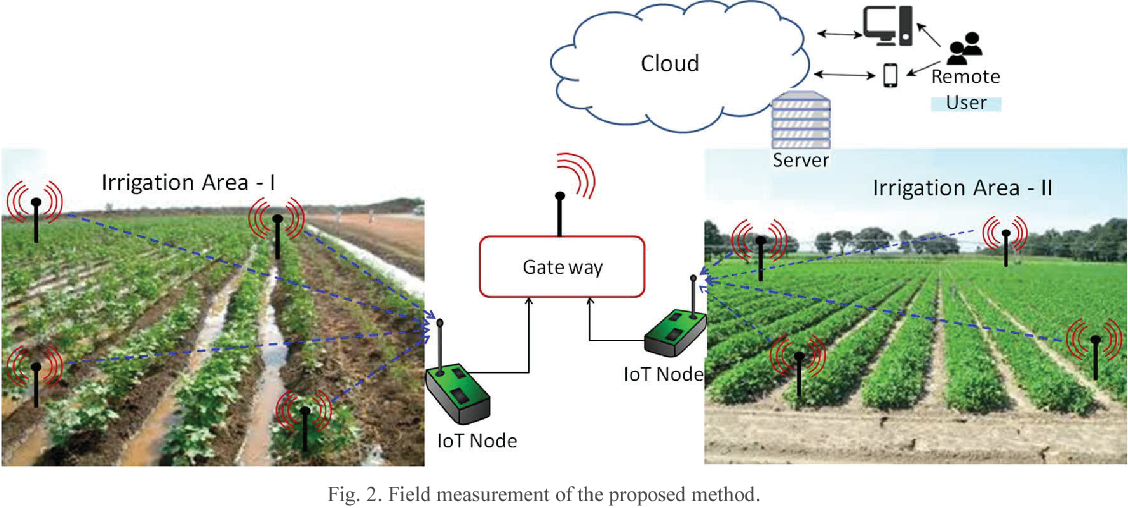 Cloud
Remote
User
Server
Irrigation Area - I
Irrigation Area - II
Gate way
IoT Node
IoT Node
Fig. 2. Field measurement of the proposed method.